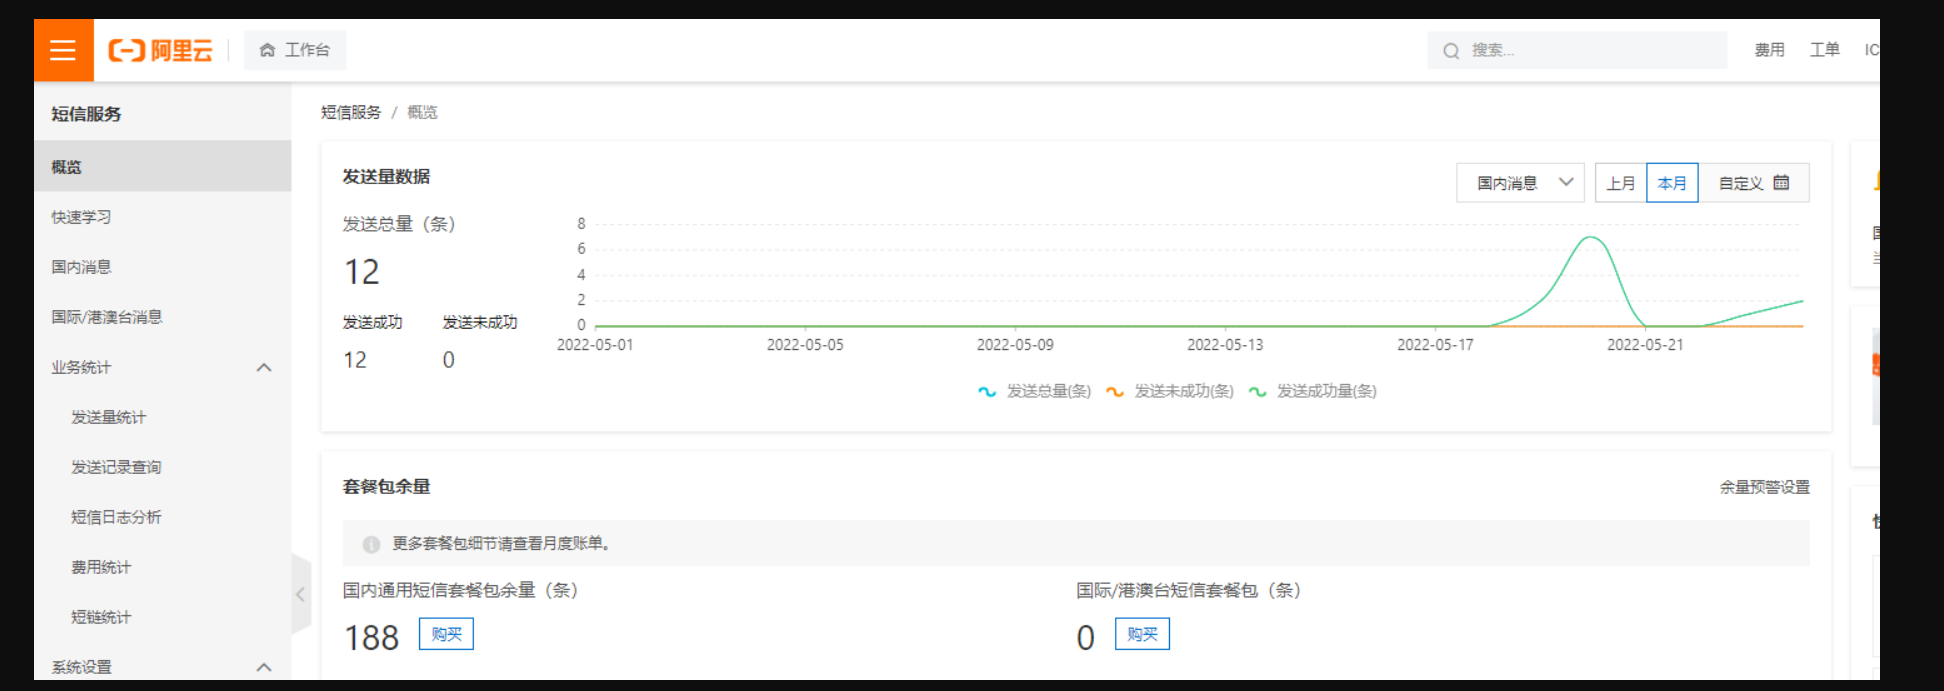 阿里云 工作台 搜索... 费用 工单 IC
短信服务
概览
快速学习
国内消息
国际/港澳台消息
业务统计
发送量统计
发送记录查询
短信日志分析
费用统计
短链统计
系统设置
短信服务 / 概览
发送量数据
国内消息 上月 本月 自定义
发送总量（条）
12
发送成功 发送未成功
12 0
8
6
4
2
0
2022-05-01 2022-05-05 2022-05-09 2022-05-13 2022-05-17 2022-05-21
发送总量(条) 发送未成功(条) 发送成功量(条)
套餐包余量 余量预警设置
更多套餐包细节请查看月度账单。
国内通用短信套餐包余量（条） 国际/港澳台短信套餐包（条）
188 购买 0 购买